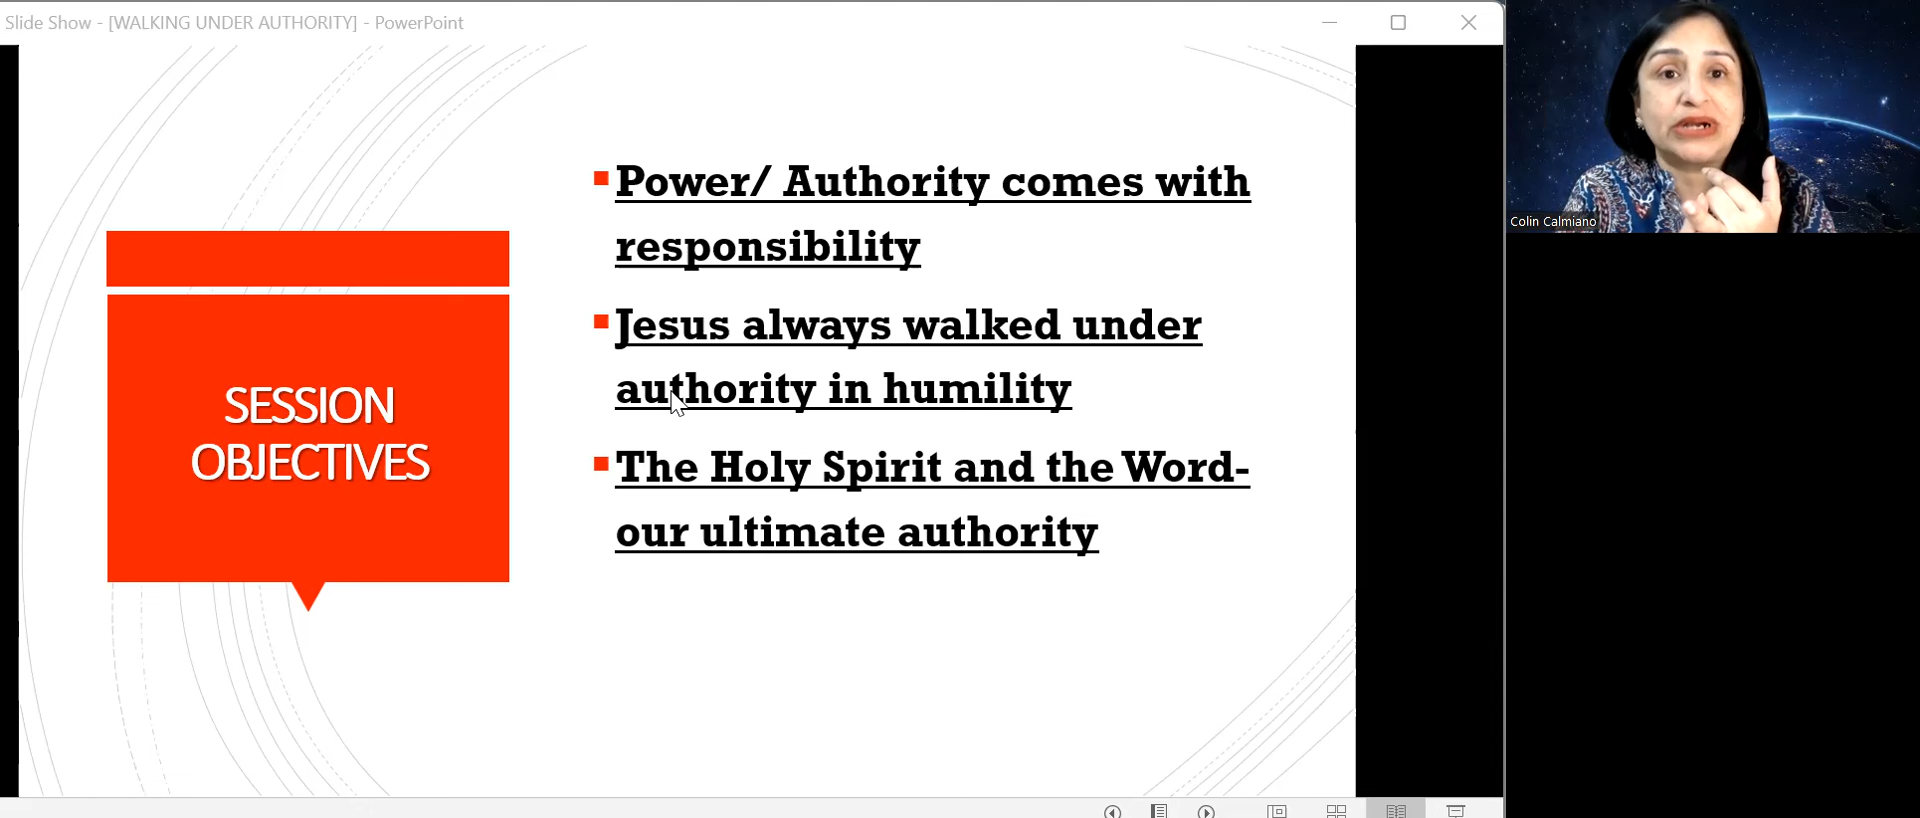 Slide Show - [WALKING UNDER AUTHORITY] - PowerPoint
SESSION
OBJECTIVES
Power/ Authority comes with
responsibility
Jesus always walked under
authority in humility
The Holy Spirit and the Word-
our ultimate authority
Colin Calmiano